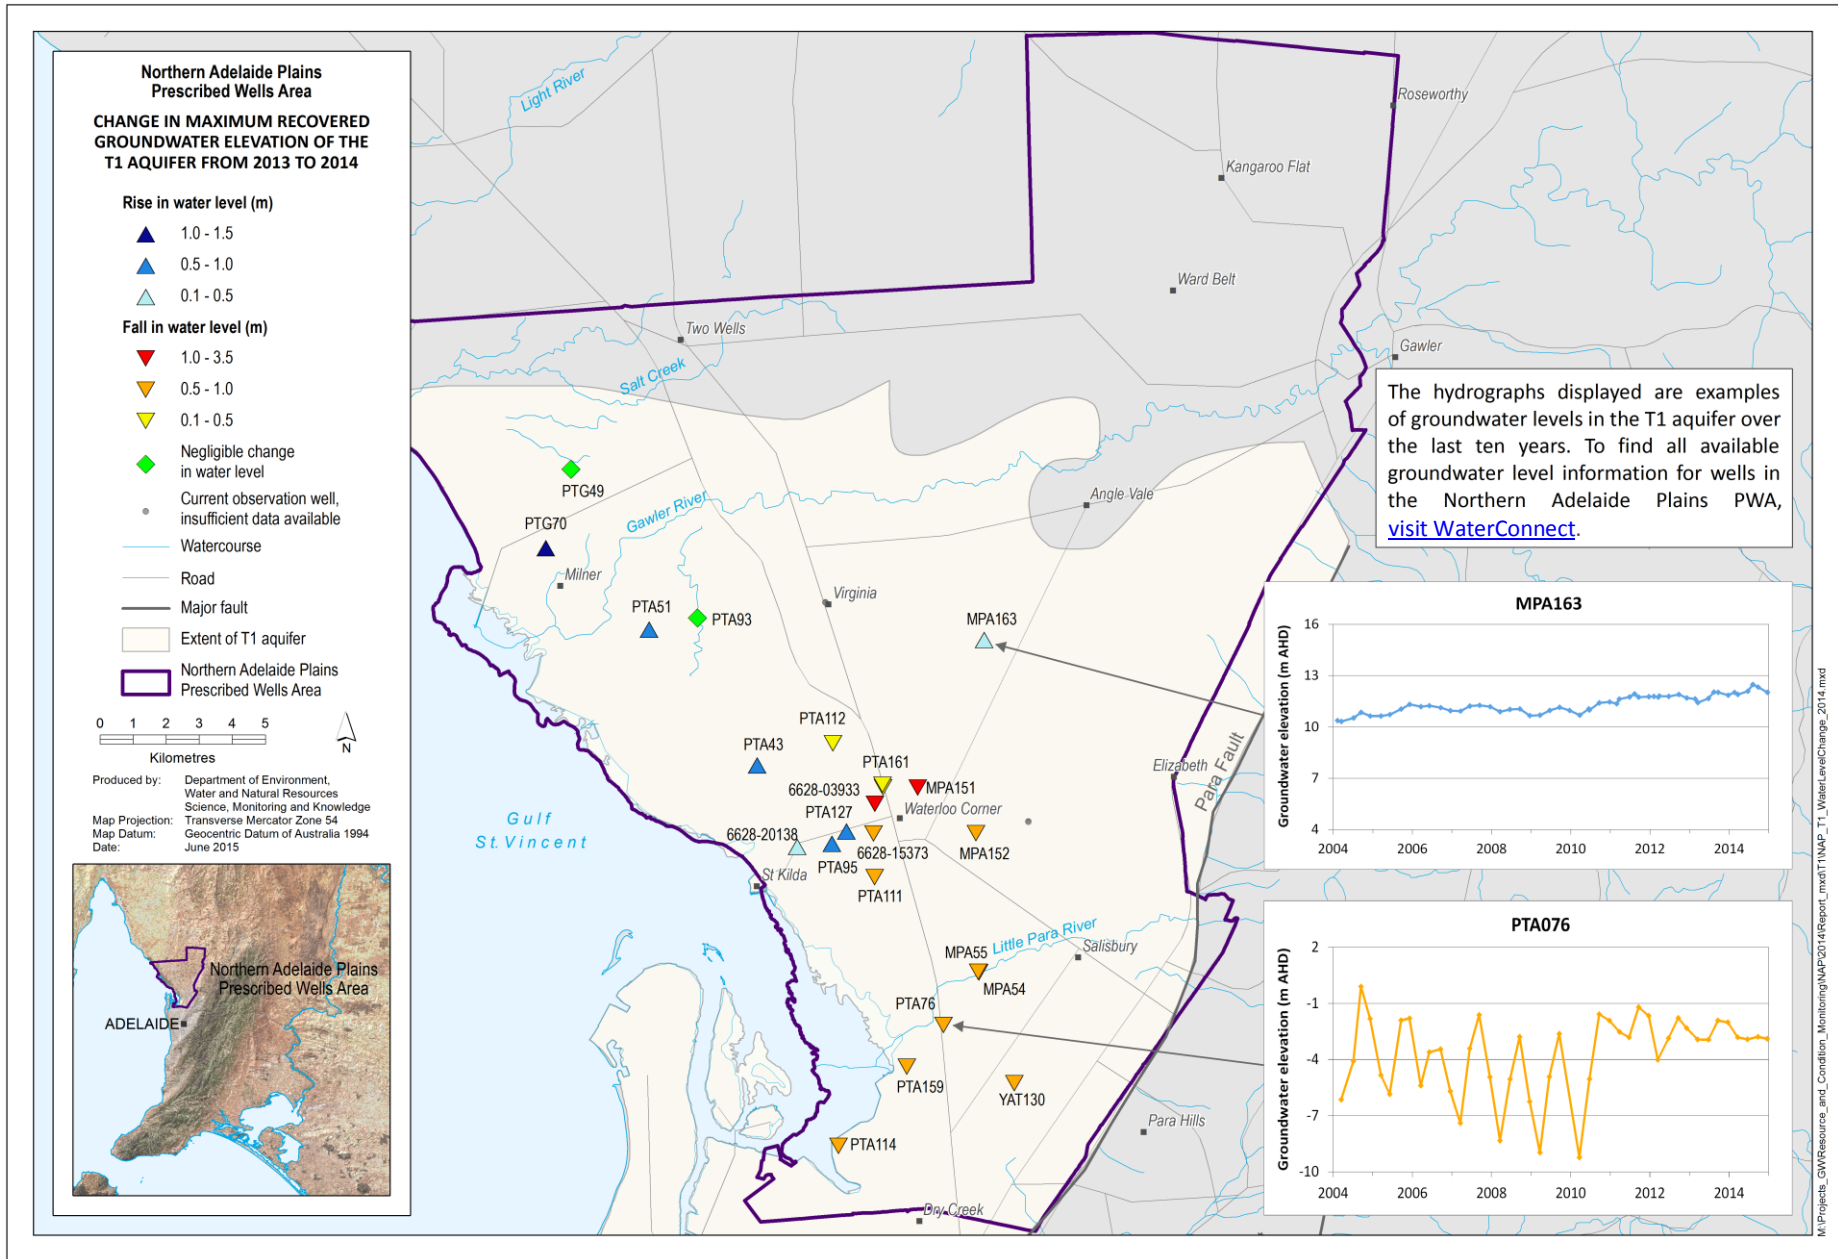 Northern Adelaide Plains
Prescribed Wells Area
CHANGE IN MAXIMUM RECOVERED
GROUNDWATER ELEVATION OF THE
T1 AQUIFER FROM 2013 TO 2014
Rise in water level (m)
1.0 - 1.5
0.5 - 1.0
0.1 - 0.5
Fall in water level (m)
1.0 - 3.5
0.5 - 1.0
0.1 - 0.5
Negligible change
in water level
Current observation well,
insufficient data available
Watercourse
Road
Major fault
Extent of T1 aquifer
Northern Adelaide Plains
Prescribed Wells Area
0 1 2 3 4 5
Kilometres
N
Produced by: Department of Environment,
Water and Natural Resources
Science, Monitoring and Knowledge
Map Projection: Transverse Mercator Zone 54
Map Datum: Geocentric Datum of Australia 1994
Date: June 2015
Northern Adelaide Plains
Prescribed Wells Area
ADELAIDE
Light River
Roseworthy
Kangaroo Flat
Ward Belt
Two Wells
Gawler
Salt Creek
PTG49
Angle Vale
Gawler River
PTG70
Milner
Virginia
PTA51
PTA93
MPA163
PTA112
PTA43
PTA161
Elizabeth
Para Fault
6628-03933
MPA151
PTA127
Waterloo Corner
6628-20138
6628-15373
MPA152
PTA95
St Kilda
PTA111
Gulf
St. Vincent
Little Para River
Salisbury
MPA55
MPA54
PTA76
PTA159
YAT130
Para Hills
PTA114
Dry Creek
The hydrographs displayed are examples
of groundwater levels in the T1 aquifer over
the last ten years. To find all available
groundwater level information for wells in
the Northern Adelaide Plains PWA,
visit WaterConnect.
MPA163
Groundwater elevation (m AHD)
16
13
10
7
4
2004 2006 2008 2010 2012 2014
PTA076
Groundwater elevation (m AHD)
2
-1
-4
-7
-10
2004 2006 2008 2010 2012 2014
M:\Projects_GW\Resource_and_Condition_Monitoring\NAP\2014\Report_mxd\T1\NAP_T1_WaterLevelChange_2014.mxd